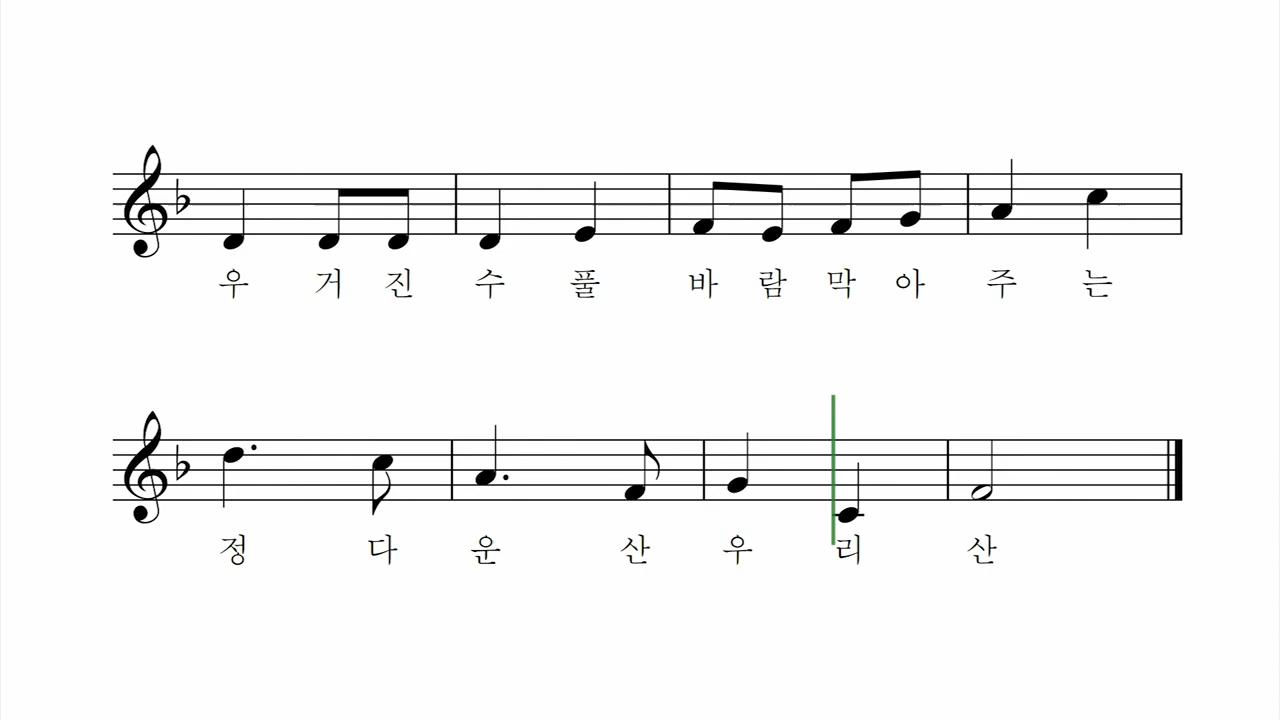 우 거 진 수 풀 바 람 막 아 주 는
정 다 운 산 우 리 산